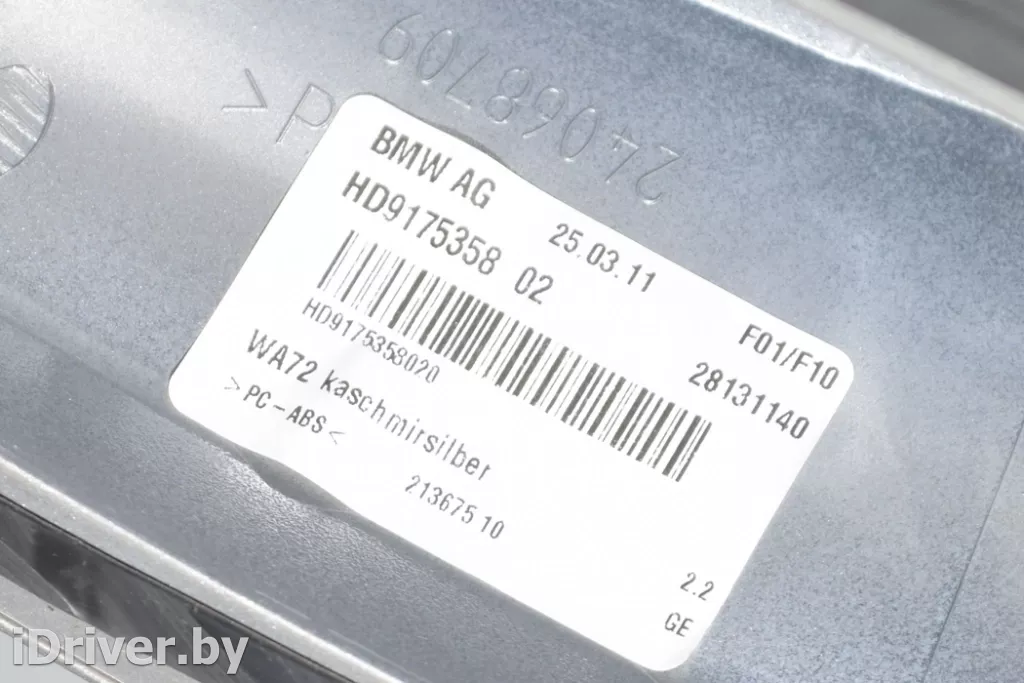 24068709
>P
BMW AG
HD9175358 02
25.03.11
F01/F10
28131140
HD9175358020
WA72 kaschmirsilber
>PC-ABS<
213675 10
2.2
GE
iDriver.by